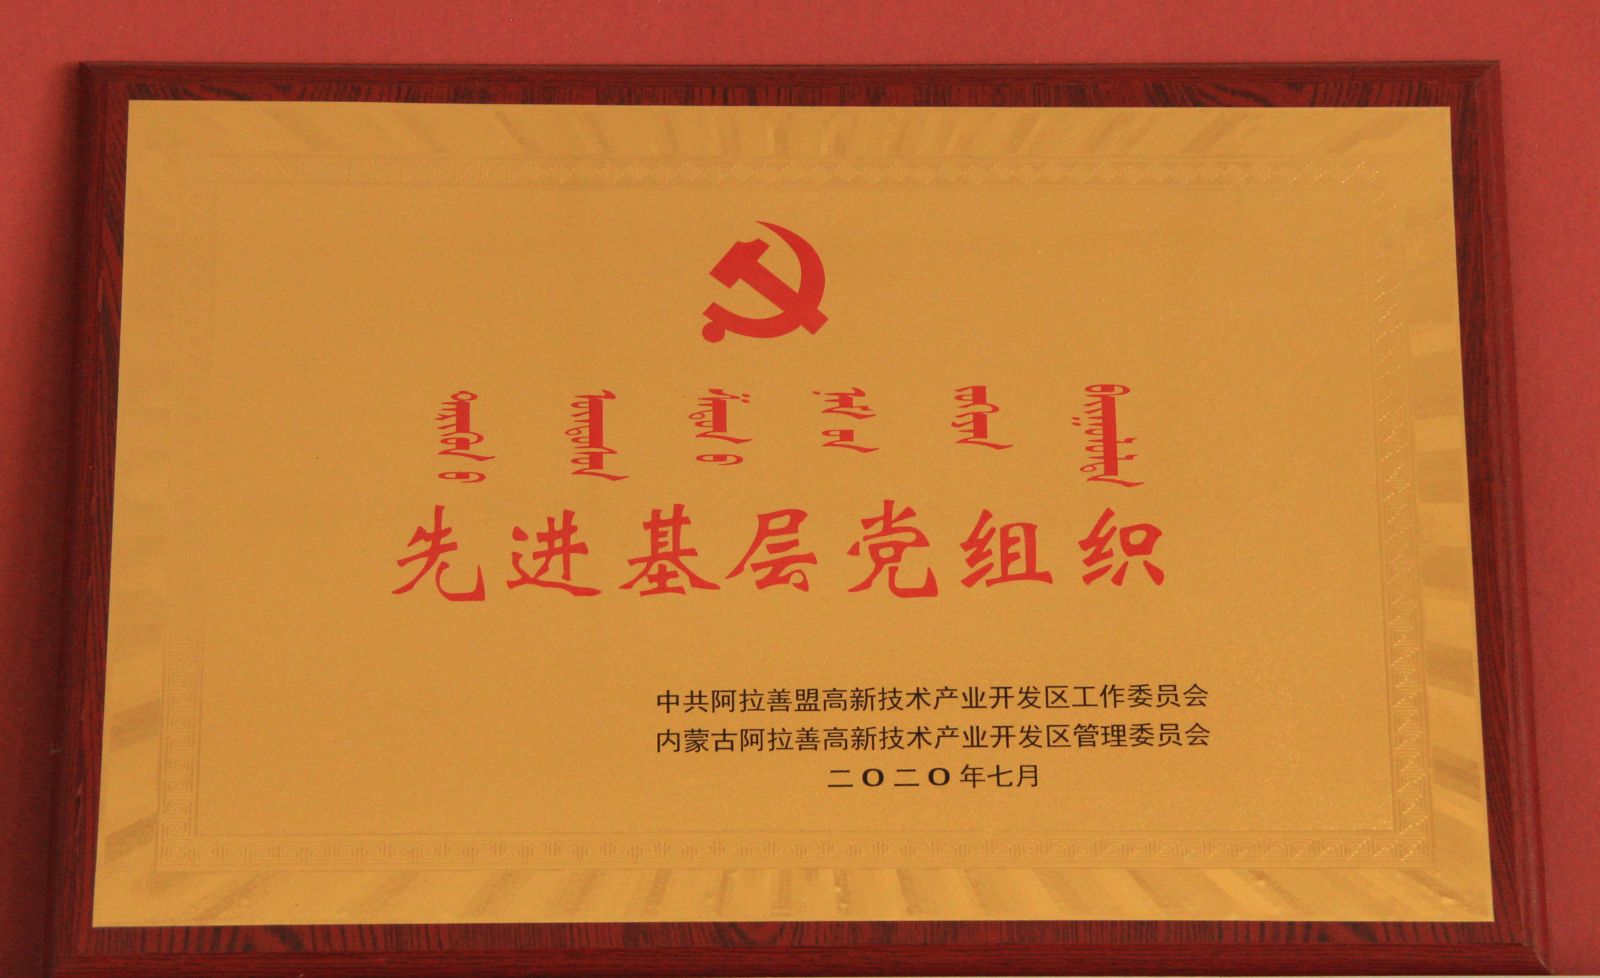 先进基层党组织
中共阿拉善盟高新技术产业开发区工作委员会
内蒙古阿拉善高新技术产业开发区管理委员会
二O二O年七月